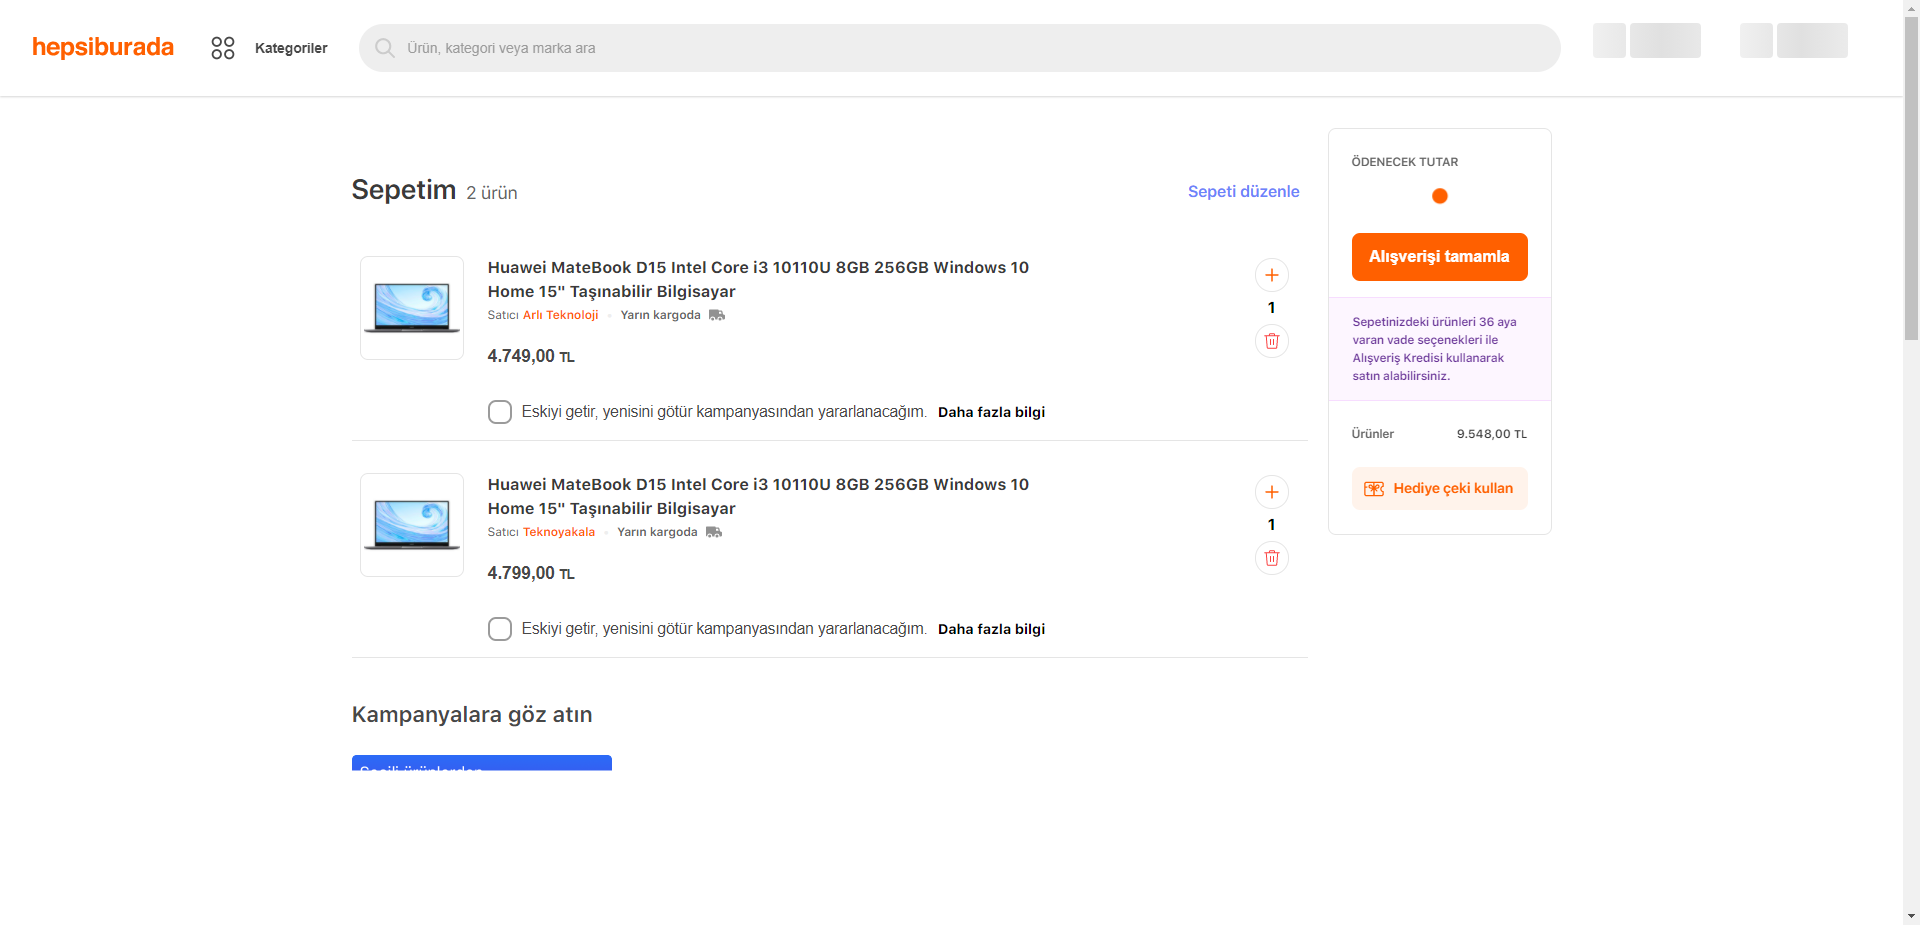 hepsiburada
Kategoriler
Ürün, kategori veya marka ara
Sepetim 2 ürün
Sepeti düzenle
Huawei MateBook D15 Intel Core i3 10110U 8GB 256GB Windows 10
Home 15" Taşınabilir Bilgisayar
Satıcı Arlı Teknoloji Yarın kargoda
4.749,00 TL
1
Eskiyi getir, yenisini götür kampanyasından yararlanacağım. Daha fazla bilgi
Huawei MateBook D15 Intel Core i3 10110U 8GB 256GB Windows 10
Home 15" Taşınabilir Bilgisayar
Satıcı Teknoyakala Yarın kargoda
4.799,00 TL
1
Eskiyi getir, yenisini götür kampanyasından yararlanacağım. Daha fazla bilgi
Kampanyalara göz atın
Seçili ürünlerden
ÖDENECEK TUTAR
Alışverişi tamamla
Sepetinizdeki ürünleri 36 aya
varan vade seçenekleri ile
Alışveriş Kredisi kullanarak
satın alabilirsiniz.
Ürünler 9.548,00 TL
Hediye çeki kullan